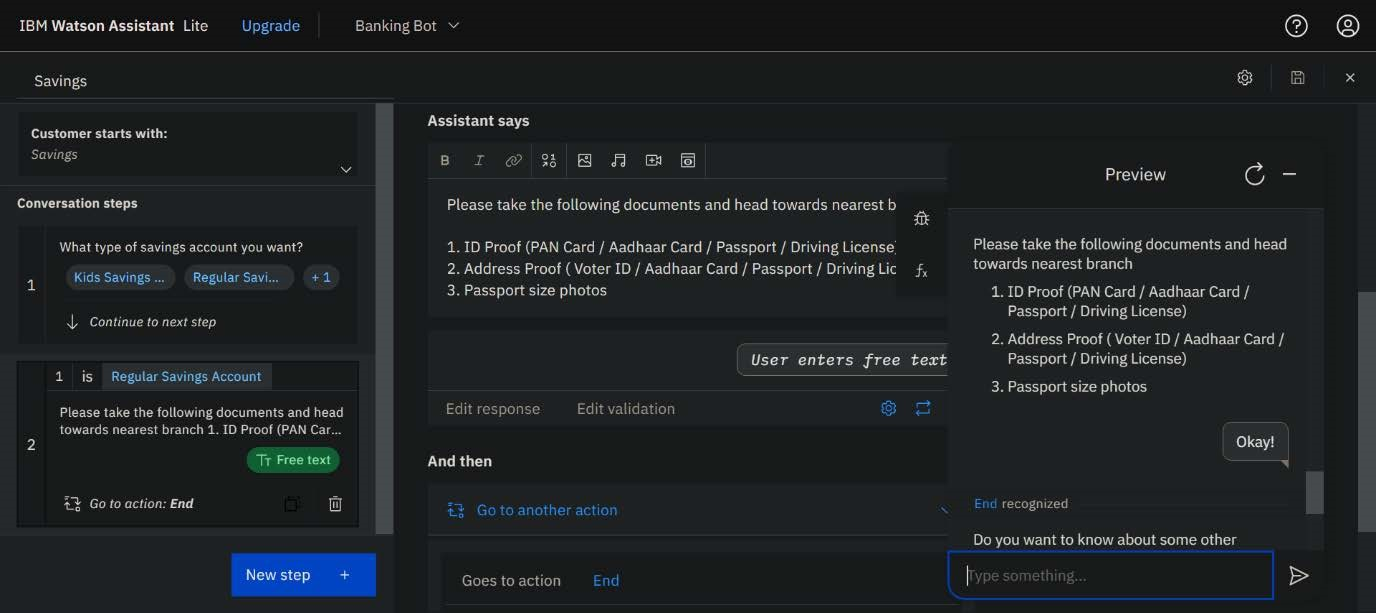 IBM Watson Assistant Lite Upgrade Banking Bot
Savings
Customer starts with:
Savings
Conversation steps
1
What type of savings account you want?
Kids Savings ... Regular Savi... + 1
Continue to next step
2
1 is Regular Savings Account
Please take the following documents and head
towards nearest branch 1. ID Proof (PAN Car...
Free text
Go to action: End
New step +
Assistant says
B I
Please take the following documents and head towards nearest b
1. ID Proof (PAN Card / Aadhaar Card / Passport / Driving License)
2. Address Proof ( Voter ID / Aadhaar Card / Passport / Driving Lic
3. Passport size photos
User enters free text
Edit response Edit validation
And then
Go to another action
Goes to action End
fx
Preview
Please take the following documents and head
towards nearest branch
1. ID Proof (PAN Card / Aadhaar Card /
Passport / Driving License)
2. Address Proof ( Voter ID / Aadhaar Card /
Passport / Driving License)
3. Passport size photos
Okay!
End recognized
Do you want to know about some other
Type something...